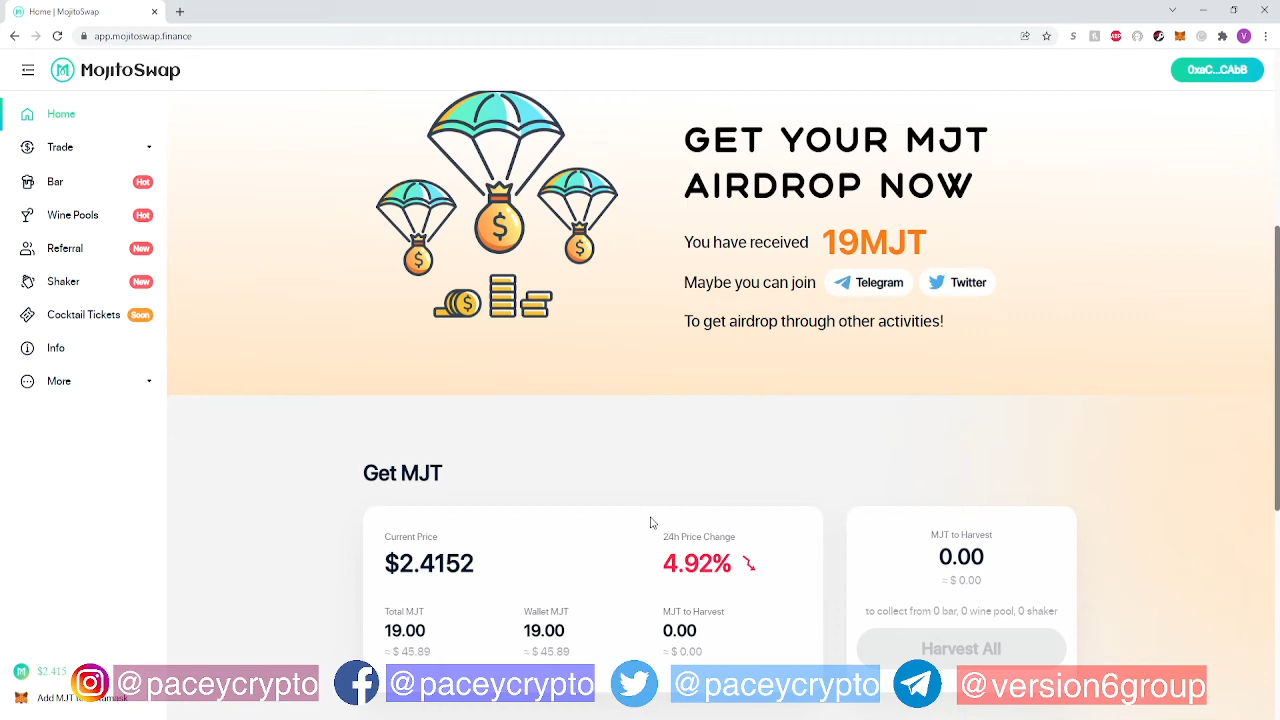 Home | MojitoSwap
app.mojitoswap.finance
MojitoSwap
0xaC...CAbB
Home
Trade
Bar Hot
Wine Pools Hot
Referral New
Shaker New
Cocktail Tickets Soon
Info
More
$2.415
GET YOUR MJT
AIRDROP NOW
You have received 19MJT
Maybe you can join Telegram Twitter
To get airdrop through other activities!
Get MJT
Current Price
$2.4152
24h Price Change
4.92%
Total MJT
19.00
≈ $ 45.89
Wallet MJT
19.00
≈ $ 45.89
MJT to Harvest
0.00
≈ $ 0.00
MJT to Harvest
0.00
≈ $ 0.00
to collect from 0 bar, 0 wine pool, 0 shaker
Harvest All
@paceycrypto
@paceycrypto
@paceycrypto
@version6group